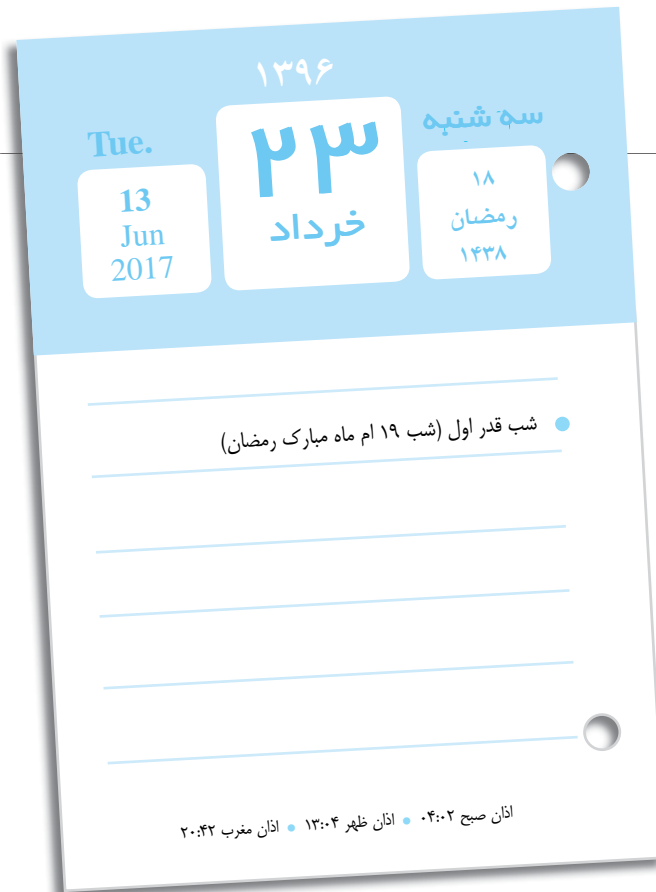 ۱۳۹۶
سه شنبه
۱۸
رمضان
۱۴۳۸
۲۳
خرداد
Tue.
13
Jun
2017
شب قدر اول (شب ۱۹ ام ماه مبارک رمضان)
اذان صبح ۰۴:۰۲ اذان ظهر ۱۳:۰۴ اذان مغرب ۲۰:۴۲